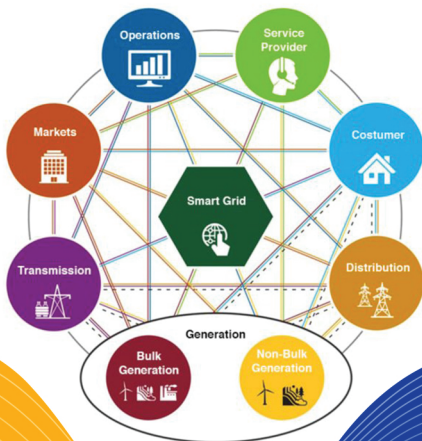 Operations
Service
Provider
Markets
Costumer
Smart Grid
Transmission
Distribution
Generation
Bulk
Generation
Non-Bulk
Generation